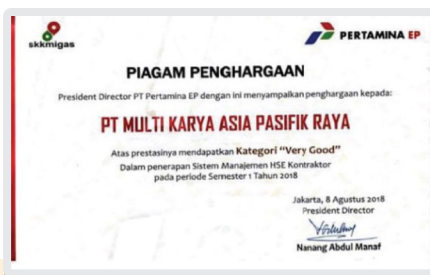 skkmigas
PERTAMINA EP
PIAGAM PENGHARGAAN
President Director PT Pertamina EP dengan ini menyampaikan penghargaan kepada:
PT MULTI KARYA ASIA PASIFIK RAYA
Atas prestasinya mendapatkan Kategori "Very Good"
Dalam penerapan Sistem Manajemen HSE Kontraktor
pada periode Semester 1 Tahun 2018
Jakarta, 8 Agustus 2018
President Director
Nanang Abdul Manaf